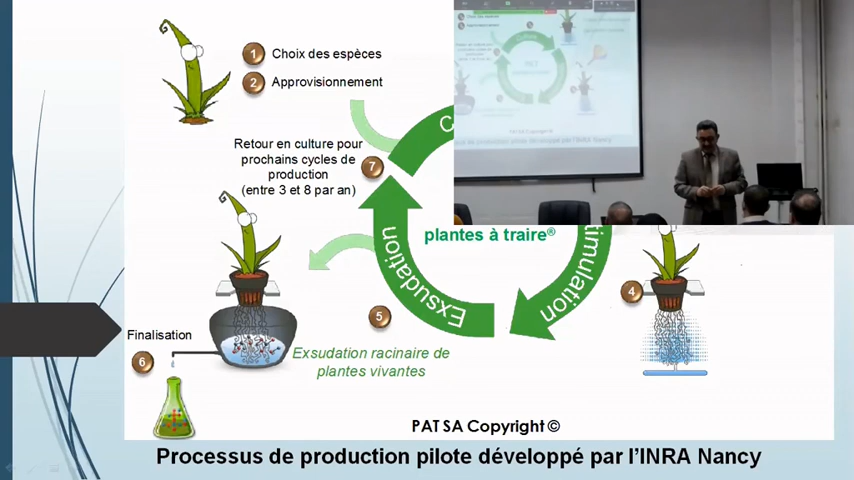 1 Choix des espèces
2 Approvisionnement
Retour en culture pour
prochains cycles de
production
(entre 3 et 8 par an)
7
plantes à traire®
Exsudation
timulation
4
5
Finalisation
6
Exsudation racinaire de
plantes vivantes
PAT SA Copyright ©
Processus de production pilote développé par l'INRA Nancy